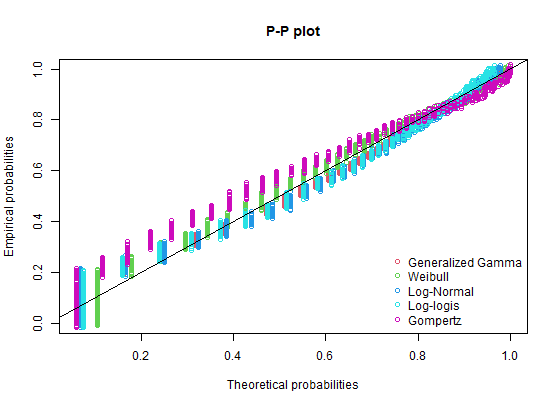 P-P plot
Empirical probabilities
1.0
0.8
0.6
0.4
0.2
0.0
Generalized Gamma
Weibull
Log-Normal
Log-logis
Gompertz
0.2 0.4 0.6 0.8 1.0
Theoretical probabilities